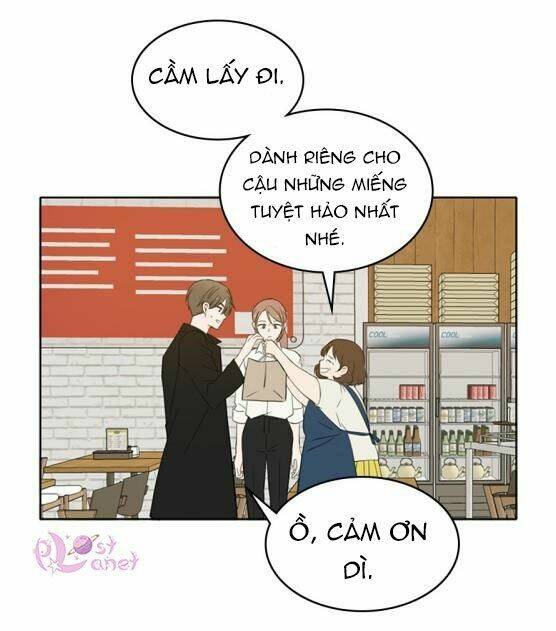 CẦM LẤY ĐI.
DÀNH RIÊNG CHO
CẬU NHỮNG MIẾNG
TUYỆT HẢO NHẤT
NHÉ.
COOL
COOL
Ồ, CẢM ƠN
DÌ.
Lost
Planet